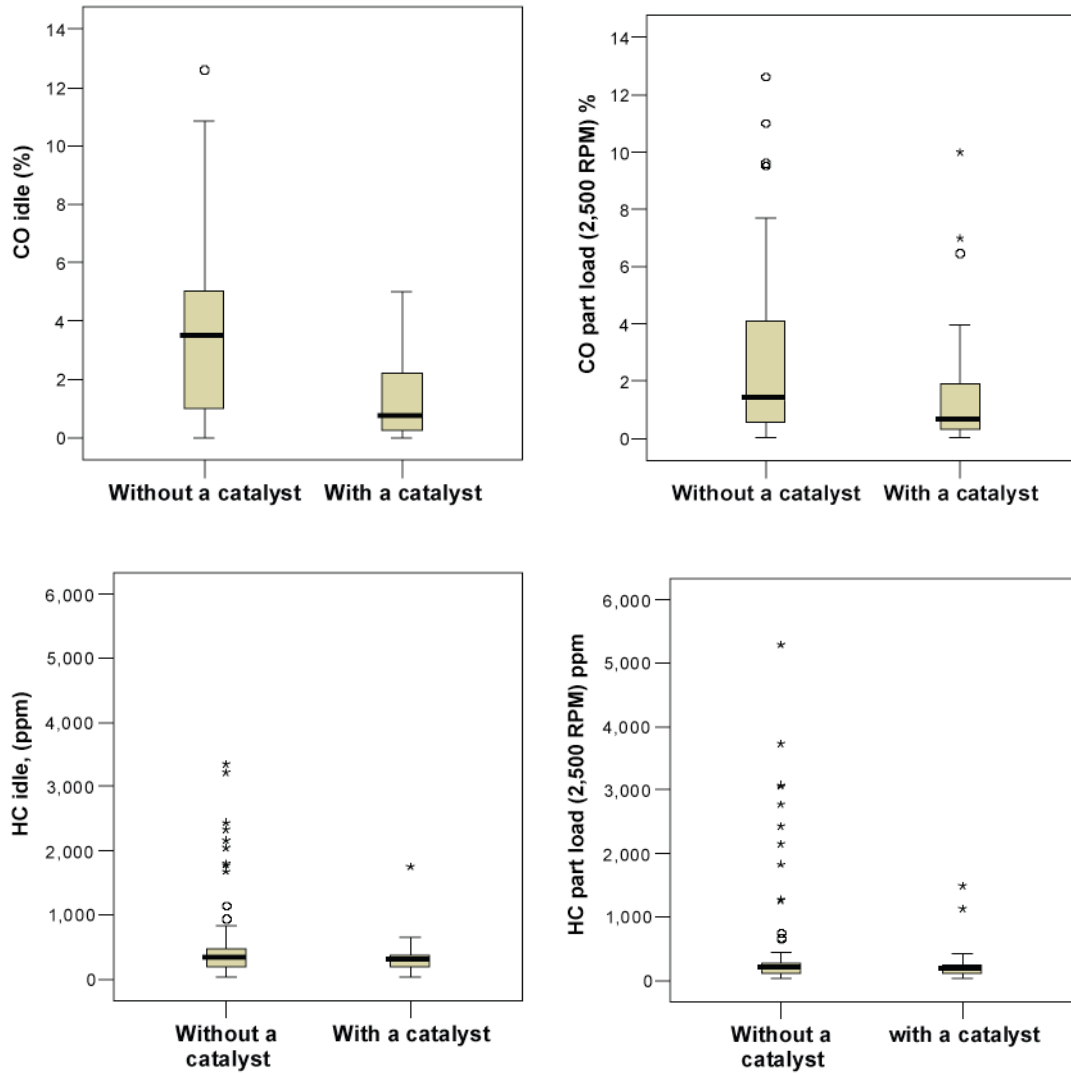 CO idle (%)
14
12
10
8
6
4
2
0
Without a catalyst
With a catalyst
CO part load (2,500 RPM) %
14
12
10
8
6
4
2
0
Without a catalyst
With a catalyst
HC idle, (ppm)
6,000
5,000
4,000
3,000
2,000
1,000
0
Without a
catalyst
With a catalyst
HC part load (2,500 RPM) ppm
6,000
5,000
4,000
3,000
2,000
1,000
0
Without a
catalyst
with a catalyst